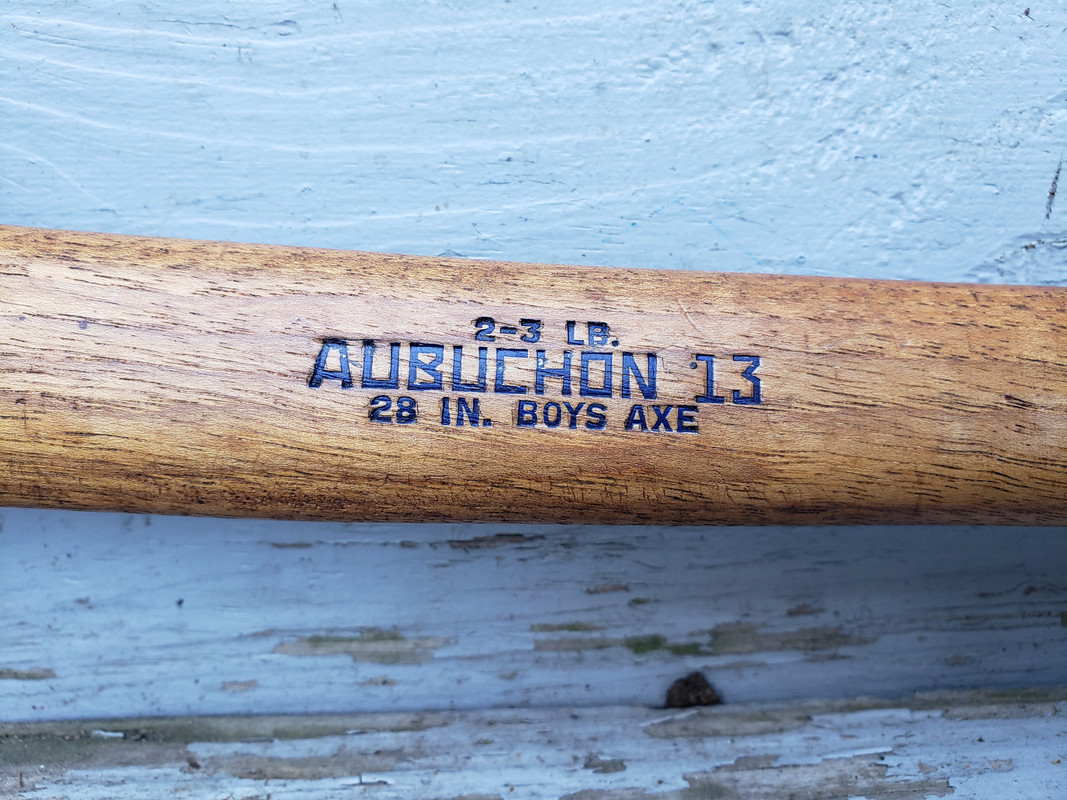 2-3 LB.
AUBUCHON 13
28 IN. BOYS AXE